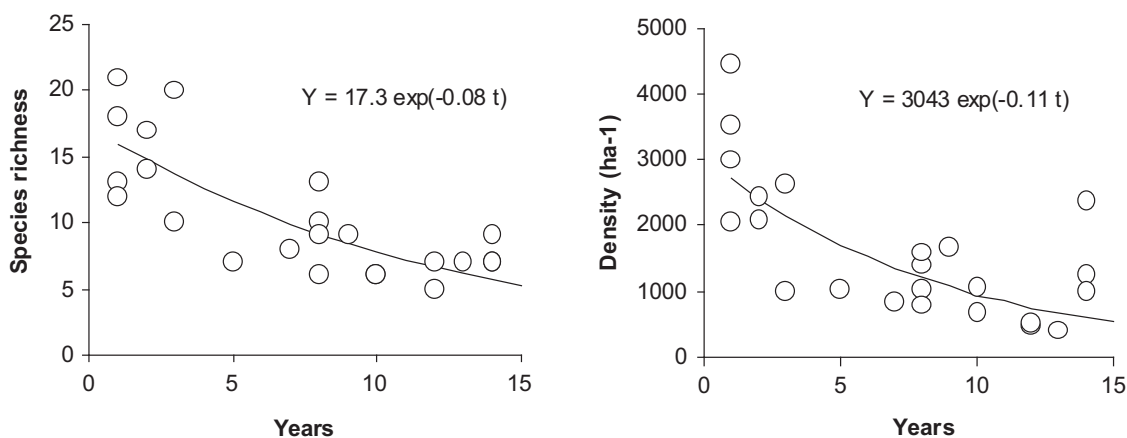 25
20
15
10
5
0
Species richness
Y = 17.3 exp(-0.08 t)
0 5 10 15
Years
5000
4000
3000
2000
1000
0
Density (ha-1)
Y = 3043 exp(-0.11 t)
0 5 10 15
Years